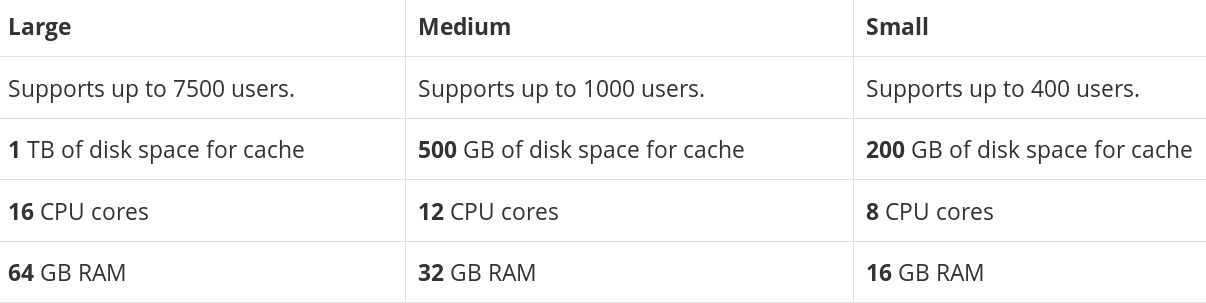 Large Medium Small
Supports up to 7500 users. Supports up to 1000 users. Supports up to 400 users.
1 TB of disk space for cache 500 GB of disk space for cache 200 GB of disk space for cache
16 CPU cores 12 CPU cores 8 CPU cores
64 GB RAM 32 GB RAM 16 GB RAM